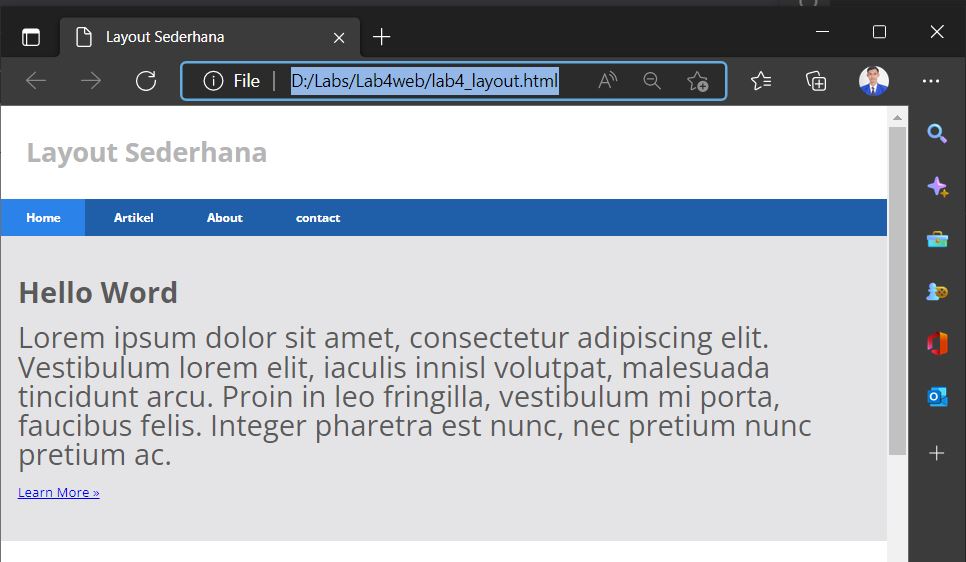 Layout Sederhana
File
D:/Labs/Lab4web/lab4_layout.html
Layout Sederhana
Home Artikel About contact
Hello Word
Lorem ipsum dolor sit amet, consectetur adipiscing elit.
Vestibulum lorem elit, iaculis innisl volutpat, malesuada
tincidunt arcu. Proin in leo fringilla, vestibulum mi porta,
faucibus felis. Integer pharetra est nunc, nec pretium nunc
pretium ac.
Learn More »